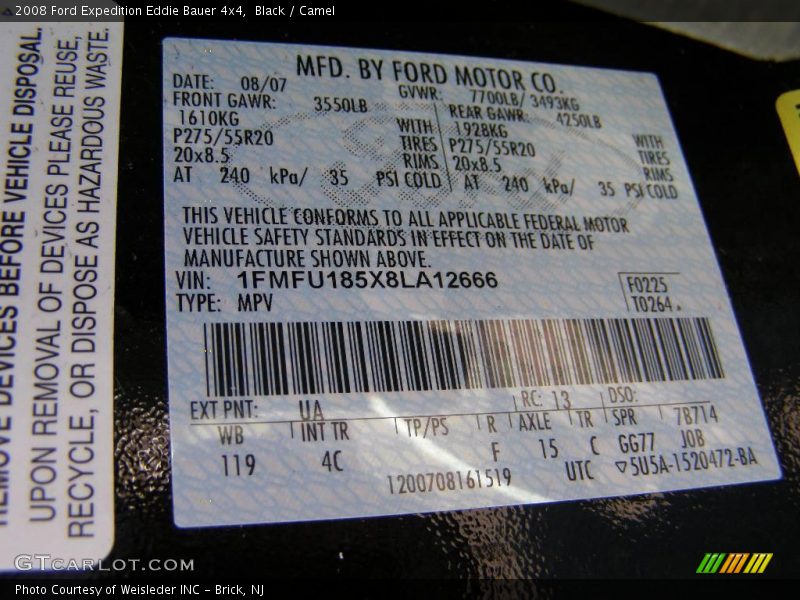 2008 Ford Expedition Eddie Bauer 4x4, Black / Camel
REMOVE DEVICES BEFORE VEHICLE DISPOSAL.
UPON REMOVAL OF DEVICES PLEASE REUSE,
RECYCLE, OR DISPOSE AS HAZARDOUS WASTE.
MFD. BY FORD MOTOR CO.
DATE: 08/07 GVWR: 7700LB/ 3493KG
FRONT GAWR: 3550LB REAR GAWR: 4250LB
1610KG WITH 1928KG WITH
P275/55R20 TIRES P275/55R20 TIRES
20x8.5 RIMS 20x8.5 RIMS
AT 240 kPa/ 35 PSI COLD AT 240 kPa/ 35 PSI COLD
THIS VEHICLE CONFORMS TO ALL APPLICABLE FEDERAL MOTOR
VEHICLE SAFETY STANDARDS IN EFFECT ON THE DATE OF
MANUFACTURE SHOWN ABOVE.
VIN: 1FMFU185X8LA12666 F0225
TYPE: MPV T0264
EXT PNT: UA RC: 13 DSO:
WB INT TR TP/PS R AXLE TR SPR 7B714
119 4C F 15 C GG77 JOB
1200708161519 UTC ▽5U5A-1520472-BA
GTCARLOT.COM
Photo Courtesy of Weisleder INC - Brick, NJ